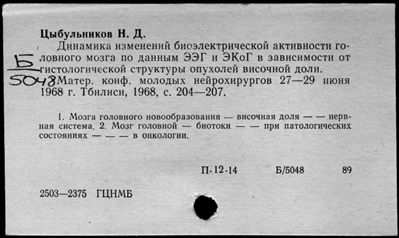 Цыбульников Н. Д.
Динамика изменений биоэлектрической активности го-
ловного мозга по данным ЭЭГ и ЭКоГ в зависимости от
гистологической структуры опухолей височной доли.
Матер. конф. молодых нейрохирургов 27—29 июня
1968 г. Тбилиси, 1968, с. 204—207.
Б
5048
1. Мозга головного новообразования — височная доля — — нерв-
ная система. 2. Мозг головной — биотоки — — при патологических
состояниях — — — в онкологии.
П-12-14 Б/5048 89
2503—2375 ГЦНМБ